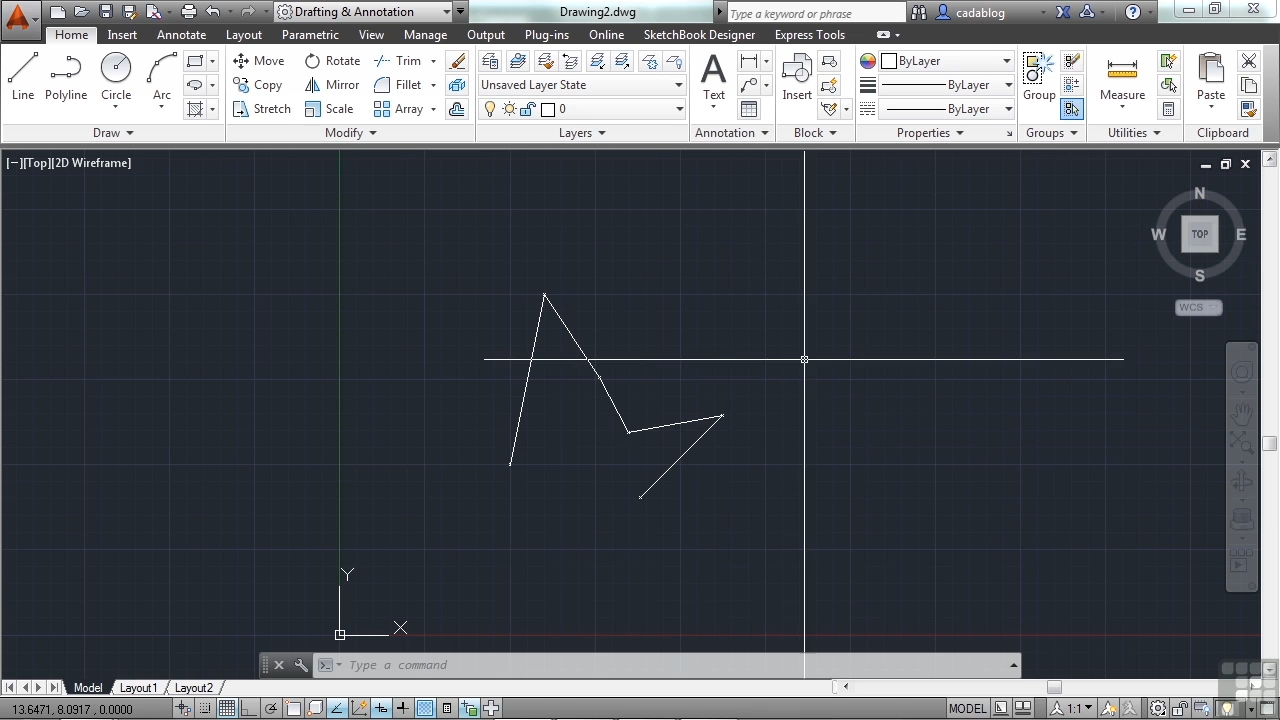 Drafting & Annotation
Drawing2.dwg
Type a keyword or phrase
cadablog
Home Insert Annotate Layout Parametric View Manage Output Plug-ins Online SketchBook Designer Express Tools
Line Polyline Circle Arc
Move Rotate Trim
Copy Mirror Fillet
Stretch Scale Array
Unsaved Layer State
0
Text
Insert
ByLayer
ByLayer
ByLayer
Group
Measure
Paste
Draw Modify Layers Annotation Block Properties Groups Utilities Clipboard
[−][Top][2D Wireframe]
N
W TOP E
S
WCS
Y
X
Type a command
Model Layout1 Layout2
13.6471, 8.0917 , 0.0000
MODEL
1:1